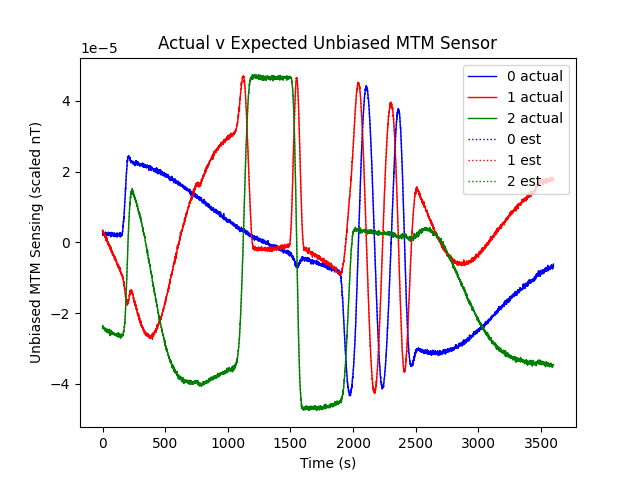 Actual v Expected Unbiased MTM Sensor
1e−5
4
2
0
−2
−4
Unbiased MTM Sensing (scaled nT)
0 actual
1 actual
2 actual
0 est
1 est
2 est
0 500 1000 1500 2000 2500 3000 3500
Time (s)